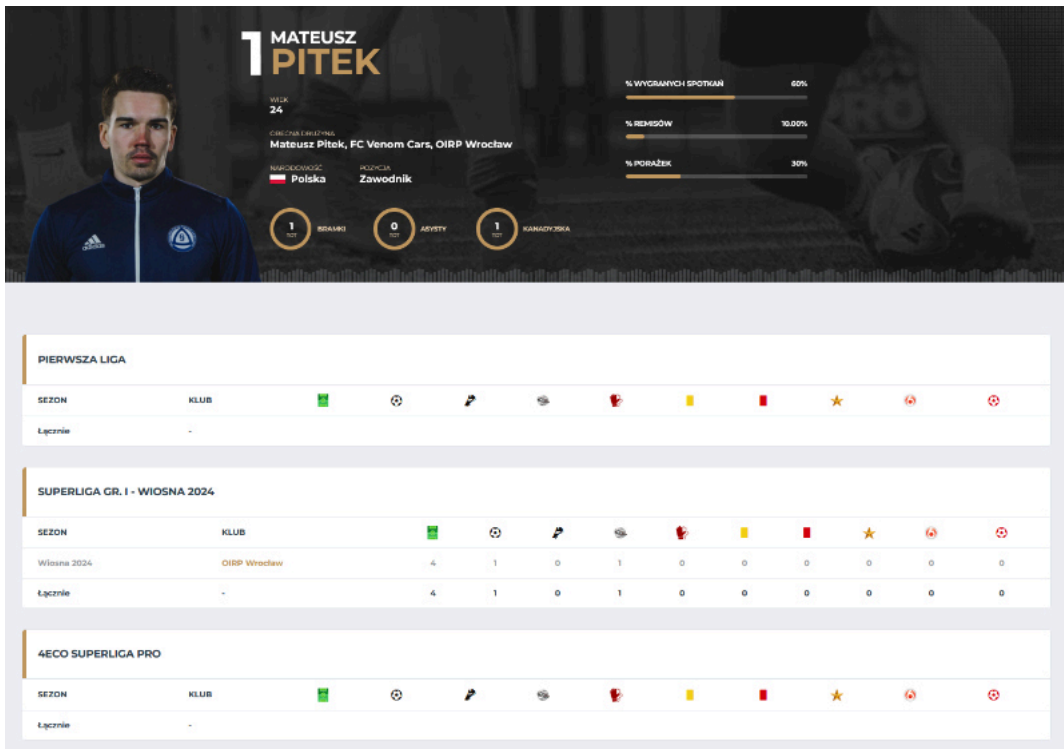 1 MATEUSZ
PITEK
WIEK
24
OBECNA DRUŻYNA
Mateusz Pitek, FC Venom Cars, OIRP Wrocław
NARODOWOŚĆ POZYCJA
Polska Zawodnik
1 BRAMKI 0 ASYSTY 1 KANADYJSKA
% WYGRANYCH SPOTKAŃ 60%
% REMISÓW 10.00%
% PORAŻEK 30%
adidas
PIERWSZA LIGA
SEZON KLUB
Łącznie -
SUPERLIGA GR. I - WIOSNA 2024
SEZON KLUB
Wiosna 2024 OIRP Wrocław 4 1 0 1 0 0 0 0 0 0
Łącznie - 4 1 0 1 0 0 0 0 0 0
4ECO SUPERLIGA PRO
SEZON KLUB
Łącznie -